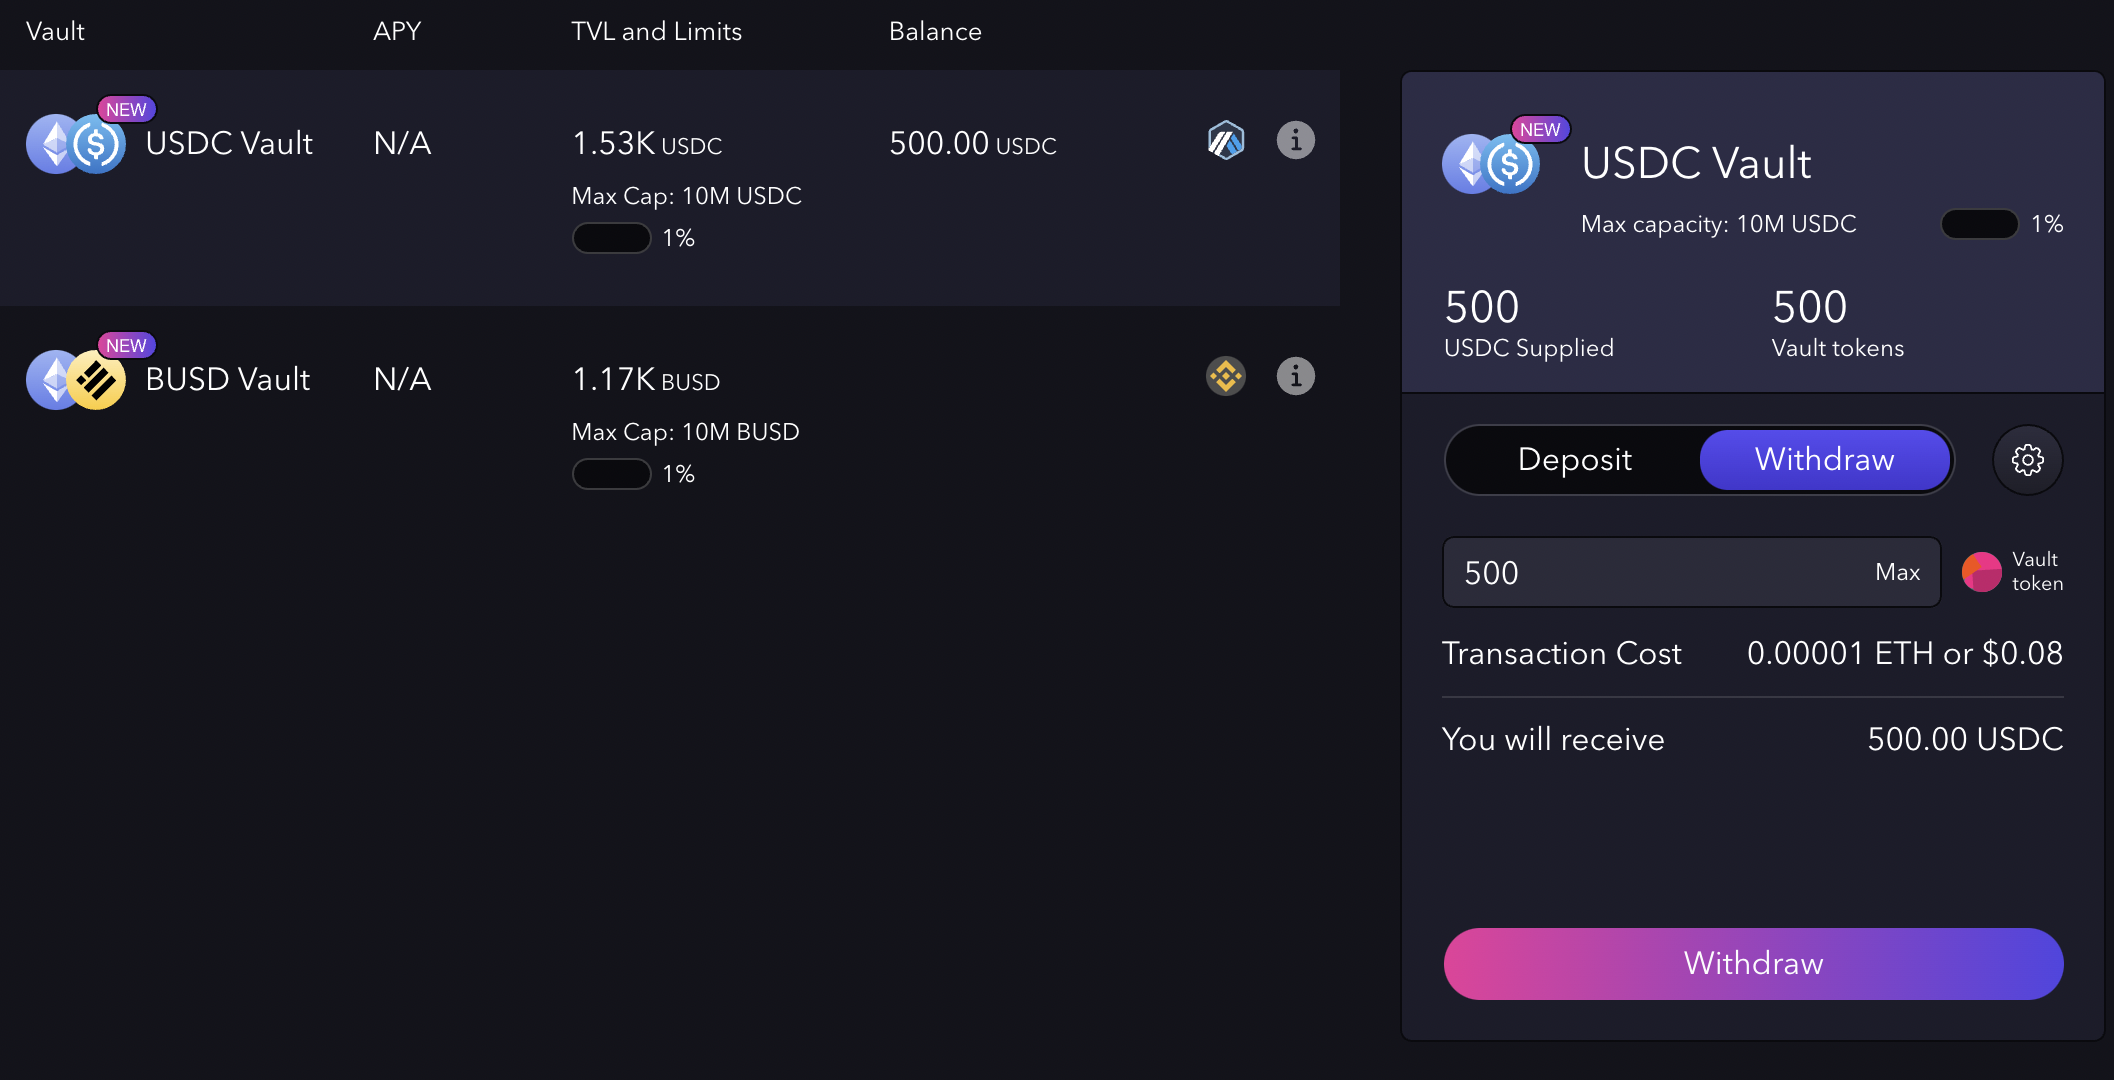 Vault APY TVL and Limits Balance
NEW
USDC Vault N/A 1.53K USDC 500.00 USDC
Max Cap: 10M USDC
1%
NEW
BUSD Vault N/A 1.17K BUSD
Max Cap: 10M BUSD
1%
NEW
USDC Vault
Max capacity: 10M USDC 1%
500 500
USDC Supplied Vault tokens
Deposit Withdraw
500 Max Vault
token
Transaction Cost 0.00001 ETH or $0.08
You will receive 500.00 USDC
Withdraw